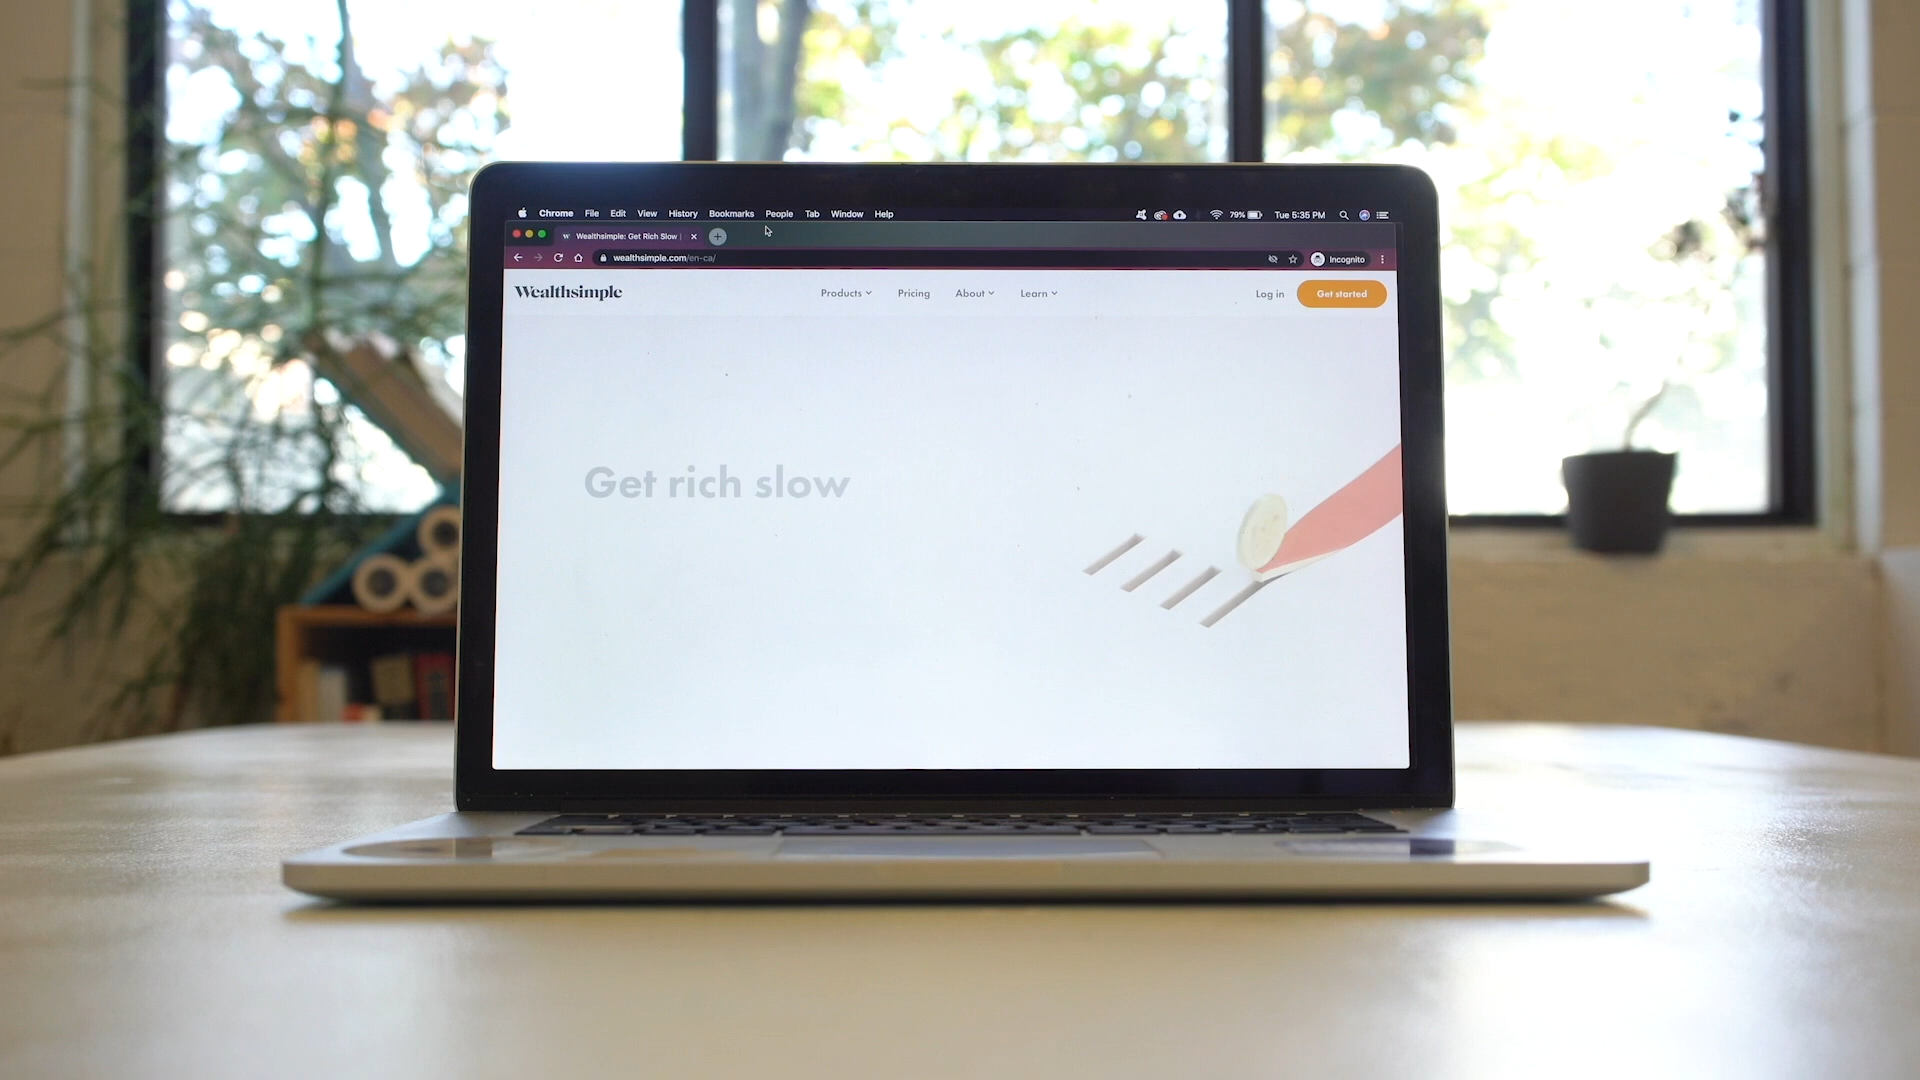 Chrome File Edit View History Bookmarks People Tab Window Help 79% Tue 5:35 PM
W Wealthsimple: Get Rich Slow |
wealthsimple.com/en-ca/ Incognito
Wealthsimple Products Pricing About Learn Log in Get started
Get rich slow